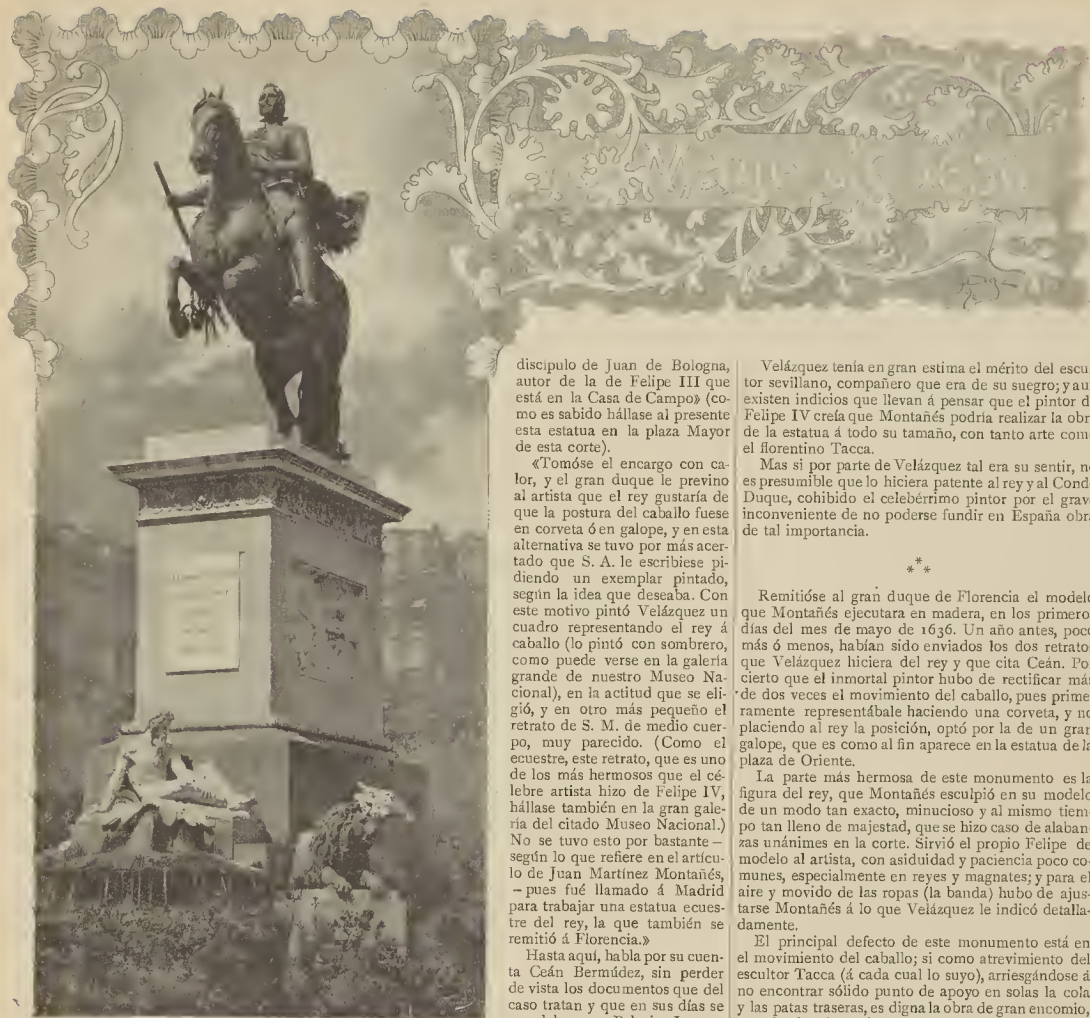 discipulo de Juan de Bologna,
autor de la de Felipe III que
está en la Casa de Campo» (co-
mo es sabido hállase al presente
esta estatua en la plaza Mayor
de esta corte).
«Tomóse el encargo con ca-
lor, y el gran duque le previno
al artista que el rey gustaría de
que la postura del caballo fuese
en corveta ó en galope, y en esta
alternativa se tuvo por más acer-
tado que S. A. le escribiese pi-
diendo un exemplar pintado,
según la idea que deseaba. Con
este motivo pintó Velázquez un
cuadro representando el rey á
caballo (lo pintó con sombrero,
como puede verse en la galería
grande de nuestro Museo Na-
cional), en la actitud que se eli-
gió, y en otro más pequeño el
retrato de S. M. de medio cuer-
po, muy parecido. (Como el
ecuestre, este retrato, que es uno
de los más hermosos que el cé-
lebre artista hizo de Felipe IV,
hállase también en la gran gale-
ría del citado Museo Nacional.)
No se tuvo esto por bastante –
según lo que refiere en el artícu-
lo de Juan Martínez Montañés,
– pues fué llamado á Madrid
para trabajar una estatua ecues-
tre del rey, la que también se
remitió á Florencia.»
Hasta aquí, habla por su cuen-
ta Ceán Bermúdez, sin perder
de vista los documentos que del
caso tratan y que en sus días se
Velázquez tenía en gran estima el mérito del escu
tor sevillano, compañero que era de su suegro; y au
existen indicios que llevan á pensar que el pintor d
Felipe IV creía que Montañés podría realizar la obr
de la estatua á todo su tamaño, con tanto arte com
el florentino Tacca.
Mas si por parte de Velázquez tal era su sentir, n
es presumible que lo hiciera patente al rey y al Cond
Duque, cohibido el celebérrimo pintor por el grav
inconveniente de no poderse fundir en España obr
de tal importancia.
***
Remitióse al gran duque de Florencia el model
que Montañés ejecutara en madera, en los primero
días del mes de mayo de 1636. Un año antes, poco
más ó menos, habían sido enviados los dos retrato
que Velázquez hiciera del rey y que cita Ceán. Po
cierto que el inmortal pintor hubo de rectificar má
de dos veces el movimiento del caballo, pues prime
ramente representábale haciendo una corveta, y no
placiendo al rey la posición, optó por la de un gran
galope, que es como al fin aparece en la estatua de la
plaza de Oriente.
La parte más hermosa de este monumento es la
figura del rey, que Montañés esculpió en su modelo
de un modo tan exacto, minucioso y al mismo tiem-
po tan lleno de majestad, que se hizo caso de alaban-
zas unánimes en la corte. Sirvió el propio Felipe de
modelo al artista, con asiduidad y paciencia poco co-
munes, especialmente en reyes y magnates; y para el
aire y movido de las ropas (la banda) hubo de ajus-
tarse Montañés á lo que Velázquez le indicó detalla-
damente.
El principal defecto de este monumento está en
el movimiento del caballo; si como atrevimiento del
escultor Tacca (á cada cual lo suyo), arriesgándose á
no encontrar sólido punto de apoyo en solas la cola
y las patas traseras, es digna la obra de gran encomio,